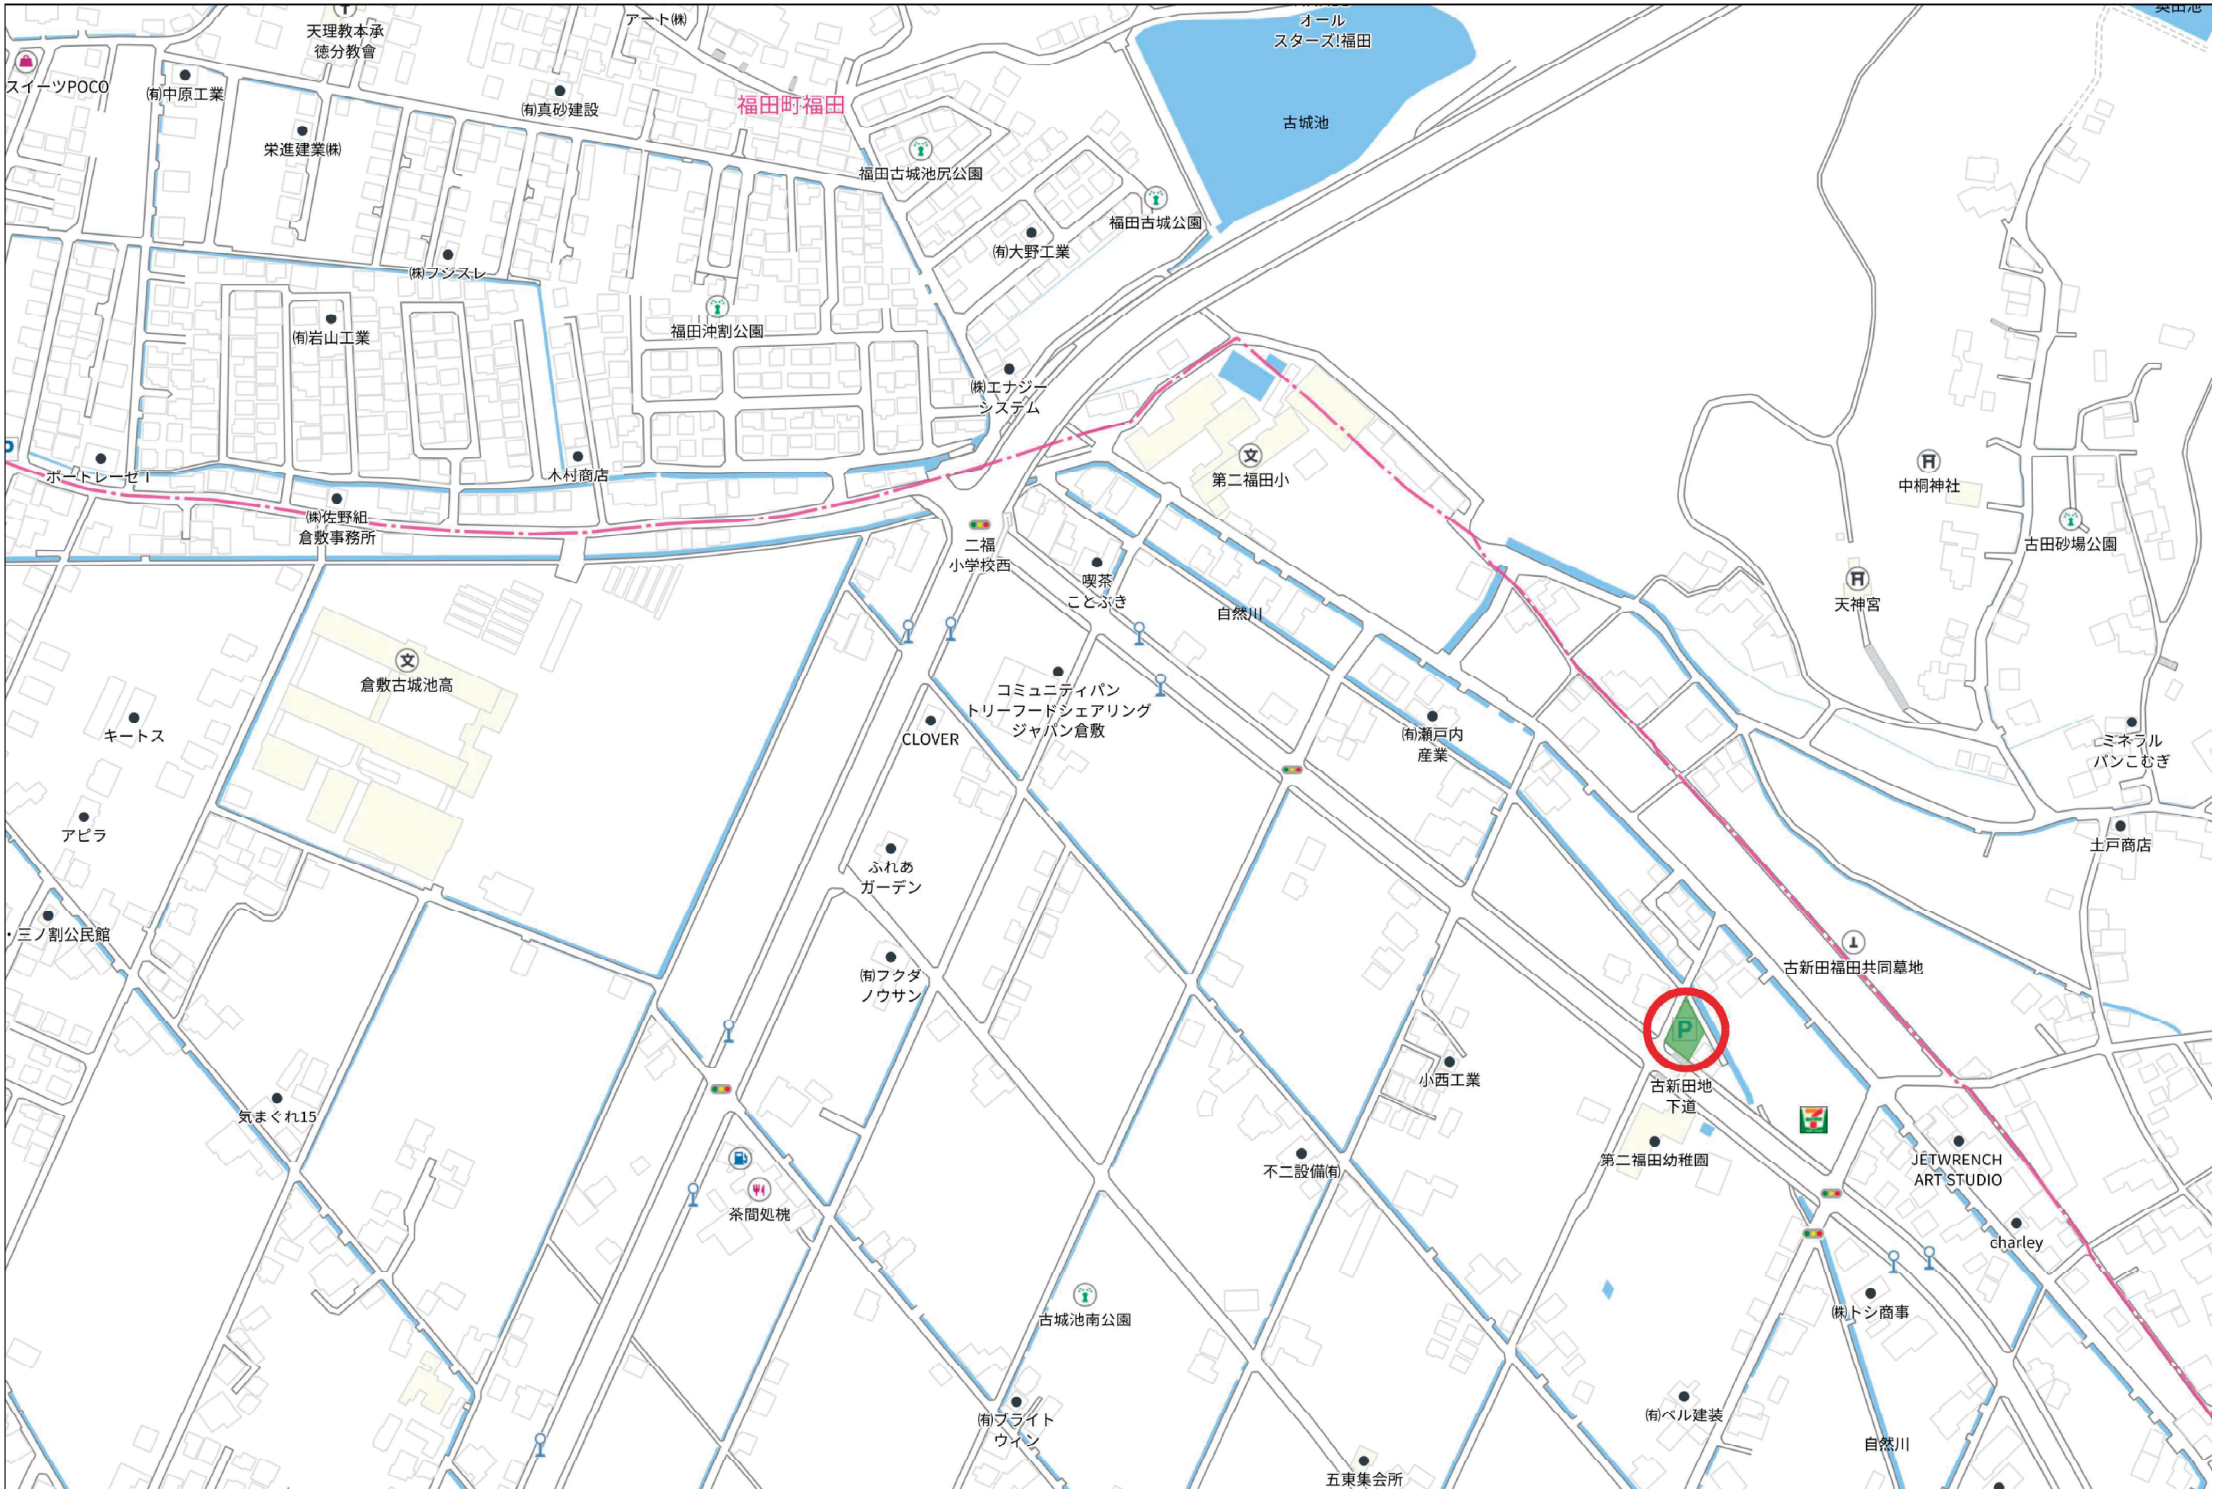 アート㈱
天理教本承
徳分教會
オール
スターズ!福田
スイーツPOCO
㈲中原工業
㈲真砂建設
福田町福田
古城池
栄進建業㈱
福田古城池尻公園
福田古城公園
㈲大野工業
㈱フジスレ
㈲岩山工業
福田沖割公園
㈱エナジー
システム
ポートレーゼⅠ
木村商店
第二福田小
中桐神社
㈱佐野組
倉敷事務所
古田砂場公園
二福
小学校西
喫茶
ことぶき
自然川
天神宮
倉敷古城池高
コミュニティパン
トリーフードシェアリング
ジャパン倉敷
キートス
CLOVER
㈲瀬戸内
産業
ミネラル
パンこむぎ
アピラ
土戸商店
ふれあ
ガーデン
・三ノ割公民館
㈲フクダ
ノウサン
古新田福田共同墓地
P
小西工業
古新田地
下道
気まぐれ15
第二福田幼稚園
不二設備㈲
JETWRENCH
ART STUDIO
茶間処槐
charley
古城池南公園
㈱トシ商事
㈲ブライト
ウィン
㈲ベル建装
自然川
五東集会所